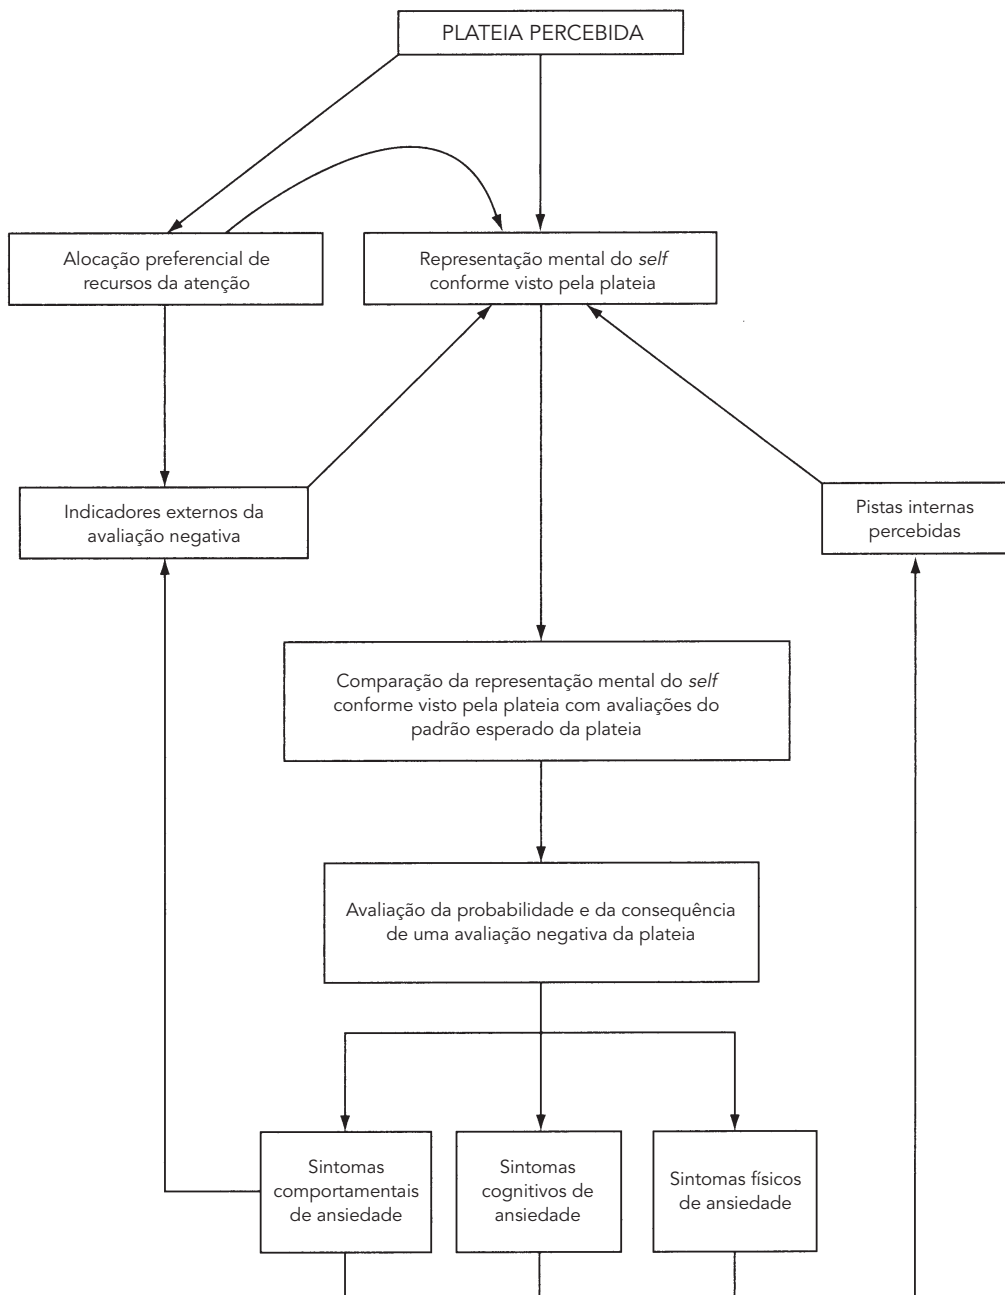 PLATEIA PERCEBIDA
Alocação preferencial de
recursos da atenção
Representação mental do self
conforme visto pela plateia
Indicadores externos da
avaliação negativa
Pistas internas
percebidas
Comparação da representação mental do self
conforme visto pela plateia com avaliações do
padrão esperado da plateia
Avaliação da probabilidade e da consequência
de uma avaliação negativa da plateia
Sintomas
comportamentais
de ansiedade
Sintomas
cognitivos de
ansiedade
Sintomas físicos
de ansiedade